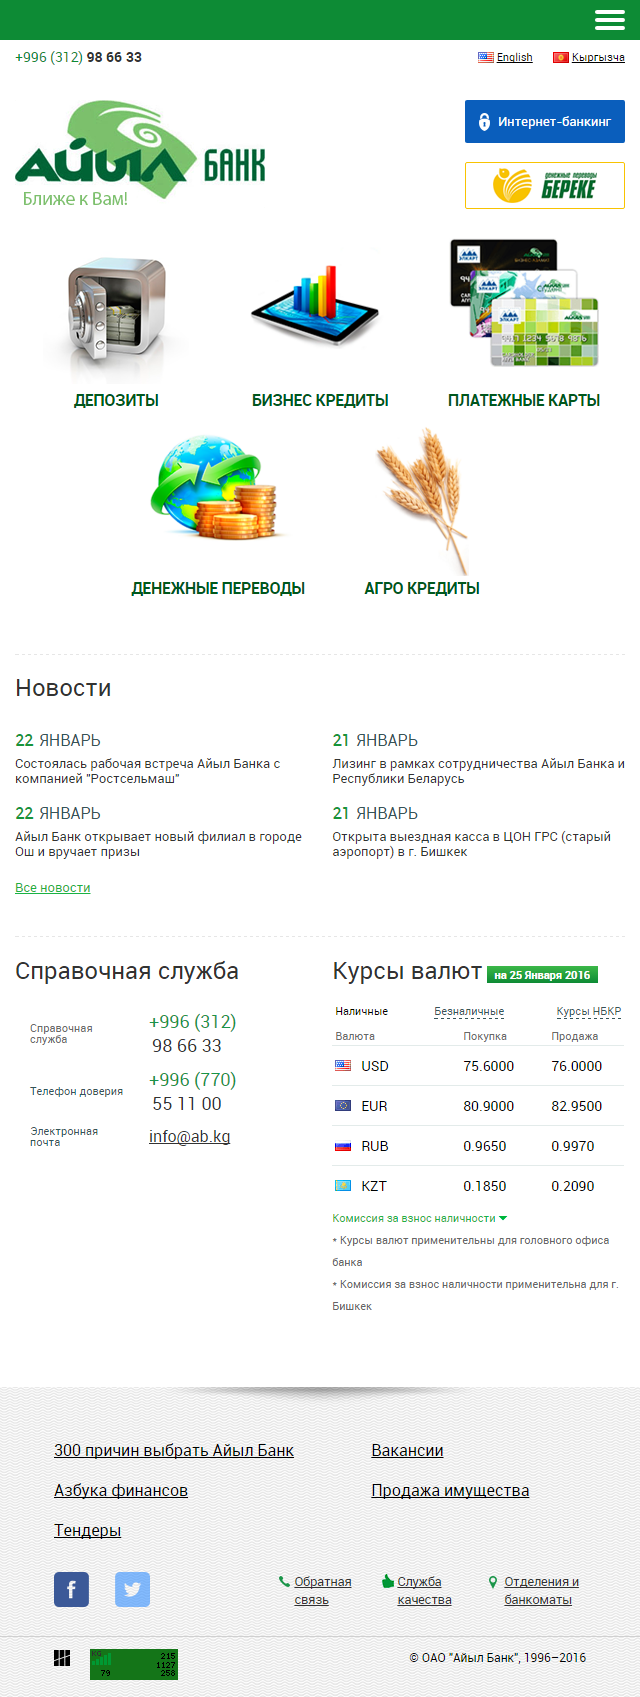 +996 (312) 98 66 33
English Кыргызча
АЙЫЛ БАНК
Ближе к Вам!
Интернет-банкинг
денежные переводы
БЕРЕКЕ
ДЕПОЗИТЫ
БИЗНЕС КРЕДИТЫ
ПЛАТЕЖНЫЕ КАРТЫ
ДЕНЕЖНЫЕ ПЕРЕВОДЫ
АГРО КРЕДИТЫ
Новости
22 ЯНВАРЬ
Состоялась рабочая встреча Айыл Банка с
компанией "Ростсельмаш"
21 ЯНВАРЬ
Лизинг в рамках сотрудничества Айыл Банка и
Республики Беларусь
22 ЯНВАРЬ
Айыл Банк открывает новый филиал в городе
Ош и вручает призы
21 ЯНВАРЬ
Открыта выездная касса в ЦОН ГРС (старый
аэропорт) в г. Бишкек
Все новости
Справочная служба
Справочная
служба
+996 (312)
98 66 33
Телефон доверия
+996 (770)
55 11 00
Электронная
почта
info@ab.kg
Курсы валют на 25 Января 2016
Наличные Безналичные Курсы НБКР
Валюта Покупка Продажа
USD 75.6000 76.0000
EUR 80.9000 82.9500
RUB 0.9650 0.9970
KZT 0.1850 0.2090
Комиссия за взнос наличности
* Курсы валют применительны для головного офиса
банка
* Комиссия за взнос наличности применительна для г.
Бишкек
300 причин выбрать Айыл Банк
Вакансии
Азбука финансов
Продажа имущества
Тендеры
Обратная
связь
Служба
качества
Отделения и
банкоматы
215
1127
79 258
© ОАО "Айыл Банк", 1996–2016